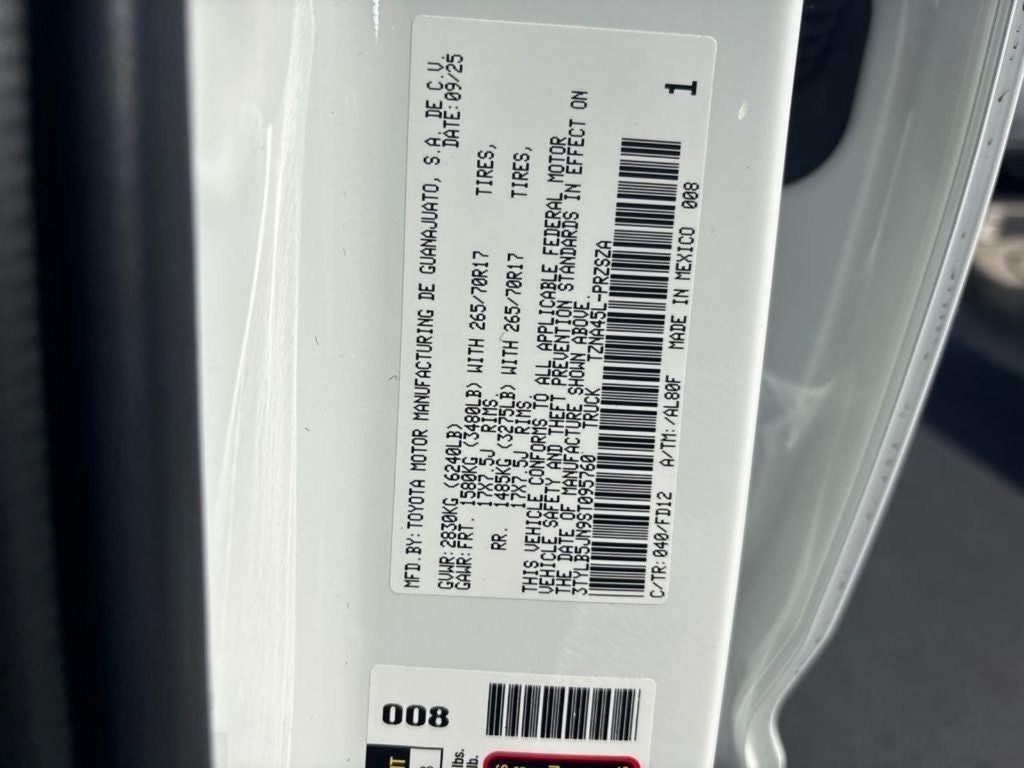 MFD.BY: TOYOTA MOTOR MANUFACTURING DE GUANAJUATO, S.A. DE C.V.
DATE: 09/25
GVWR: 2830KG (6240LB)
GAWR: FRT. 1580KG (3480LB) WITH 265/70R17 TIRES,
17X7.5J RIMS.
RR. 1485KG (3275LB) WITH 265/70R17 TIRES,
17X7.5J RIMS.
THIS VEHICLE CONFORMS TO ALL APPLICABLE FEDERAL MOTOR
VEHICLE SAFETY AND THEFT PREVENTION STANDARDS IN EFFECT ON
THE DATE OF MANUFACTURE SHOWN ABOVE.
3TYLB5JN9ST095760 TRUCK TZNA45L-PRZSZA
C/TR: 040/FD12 A/TM: /AL80F MADE IN MEXICO 008
1
008
lbs.
lb.